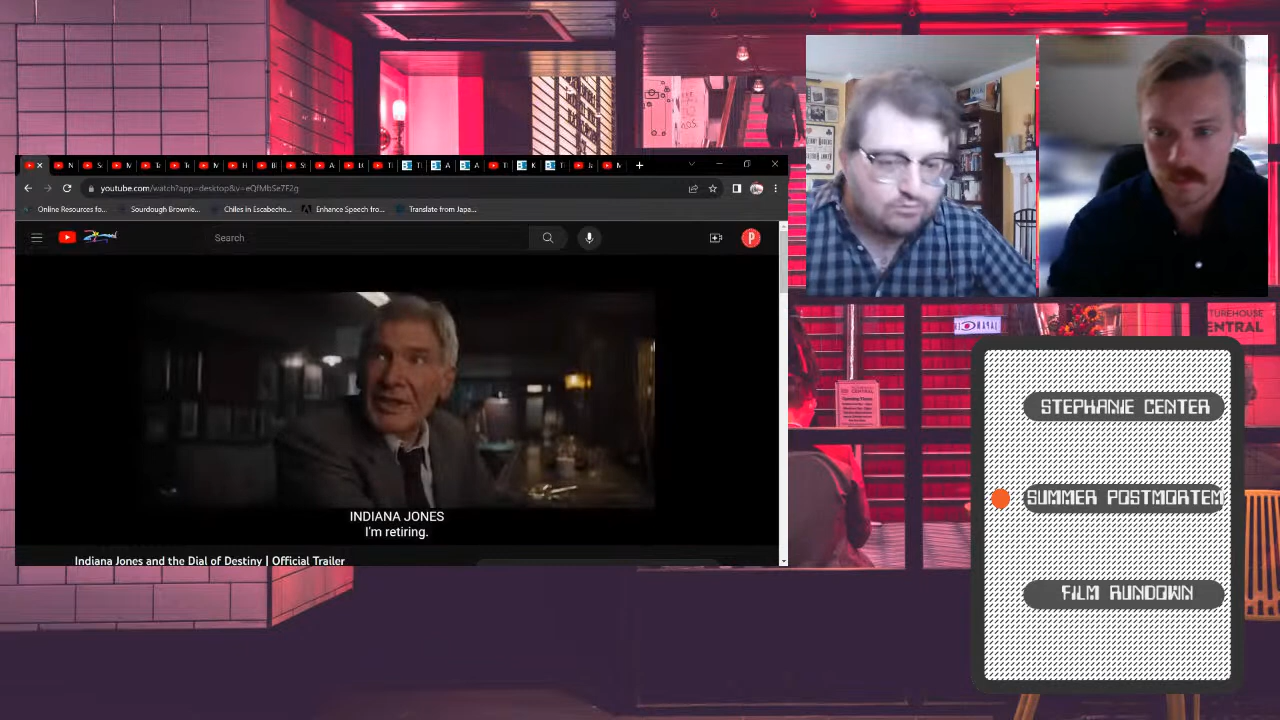 youtube.com/watch?app=desktop&v=eQfMbSe7F2g
Online Resources fo...
Sourdough Brownie...
Chiles in Escabeche...
Enhance Speech fro...
Translate from Japa...
Search
P
INDIANA JONES
I'm retiring.
Indiana Jones and the Dial of Destiny | Official Trailer
TUREHOUSE
ENTRAL
CENTRAL
STEPHANIE CENTER
SUMMER POSTMORTEM
FILM RUNDOWN